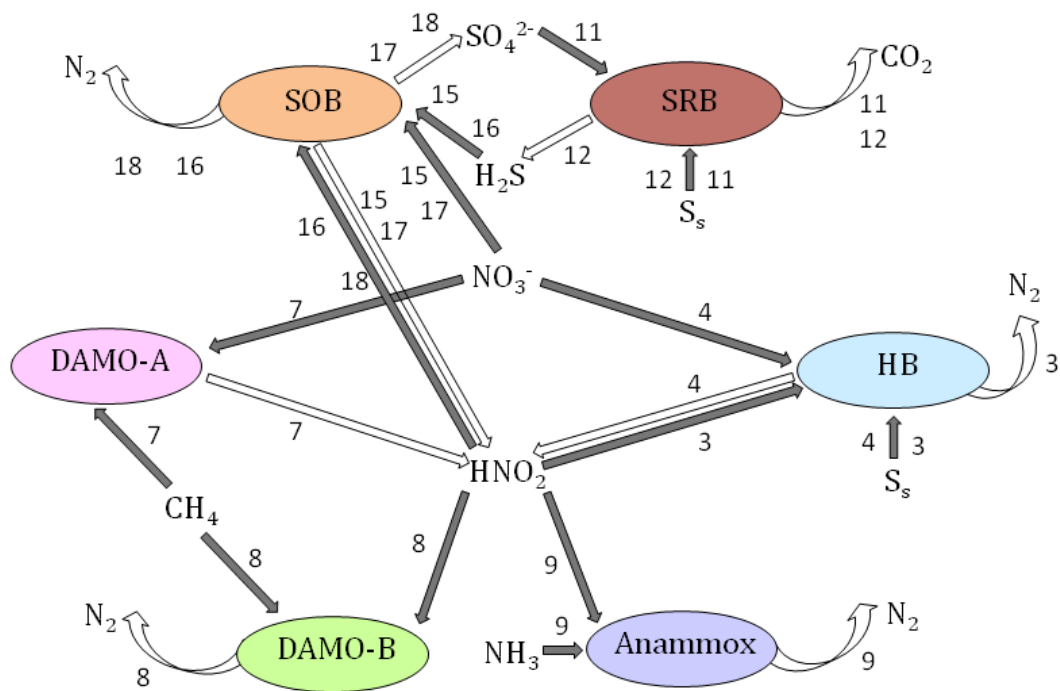 18
SO₄²⁻
11
17
N₂
CO₂
SOB
SRB
15
11
16
12
12
18
16
H₂S
12
11
15
15
17
Sₛ
16
17
NO₃⁻
18
N₂
7
4
DAMO-A
HB
3
4
7
3
7
HNO₂
4
3
Sₛ
CH₄
8
8
9
N₂
9
N₂
DAMO-B
NH₃
Anammox
8
9